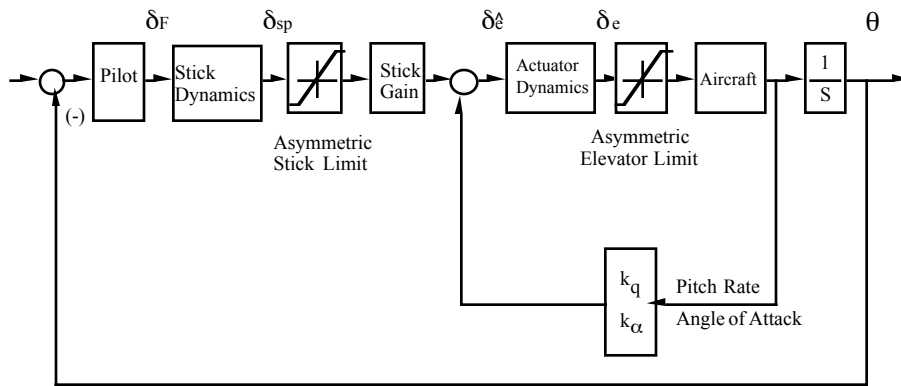 δF
δsp
δê
δe
θ
Pilot
Stick
Dynamics
Stick
Gain
Actuator
Dynamics
Aircraft
1
S
(-)
Asymmetric
Stick Limit
Asymmetric
Elevator Limit
kq
kα
Pitch Rate
Angle of Attack